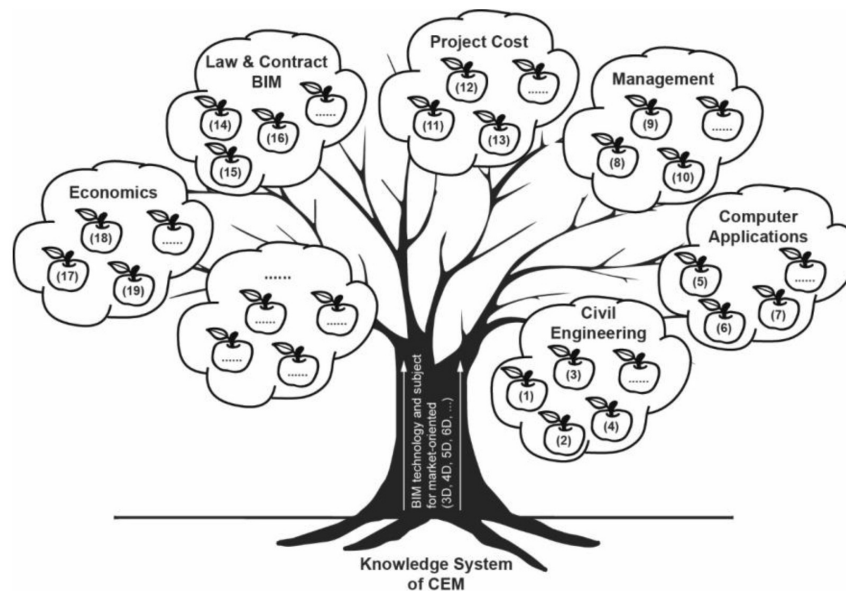 Project Cost
(12)
......
(11)
(13)
Law & Contract
BIM
......
(14)
(16)
(15)
Management
(9)
......
(8)
(10)
Economics
(18)
......
(17)
(19)
Computer
Applications
(5)
......
(6)
(7)
......
......
......
......
......
Civil
Engineering
(3)
......
(1)
(4)
(2)
BIM technology and subject
for market-oriented
(3D, 4D, 5D, 6D, ...)
Knowledge System
of CEM